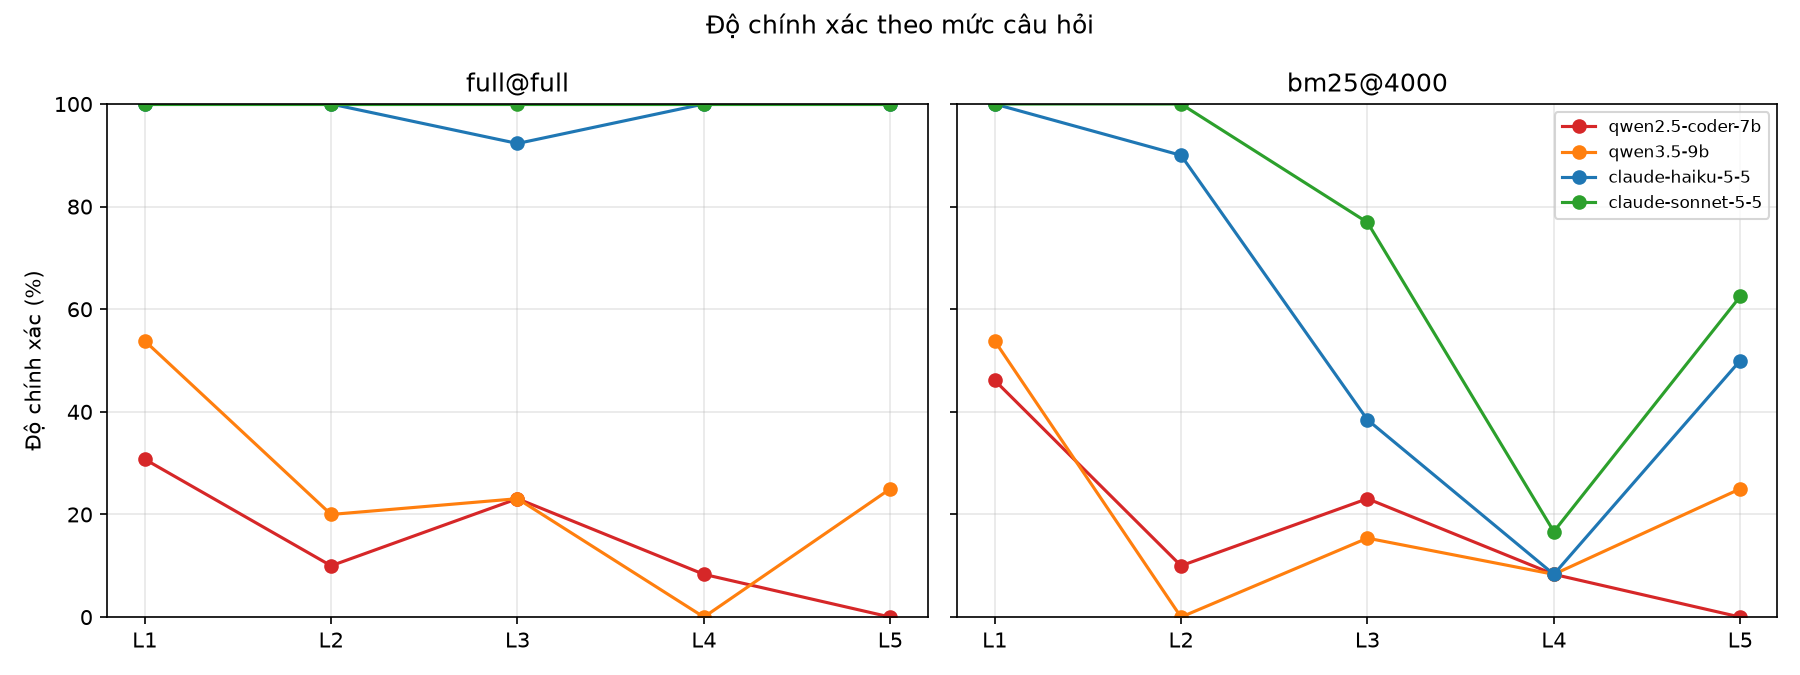 Độ chính xác theo mức câu hỏi
full@full
bm25@4000
Độ chính xác (%)
100
80
60
40
20
0
L1 L2 L3 L4 L5
L1 L2 L3 L4 L5
qwen2.5-coder-7b
qwen3.5-9b
claude-haiku-5-5
claude-sonnet-5-5